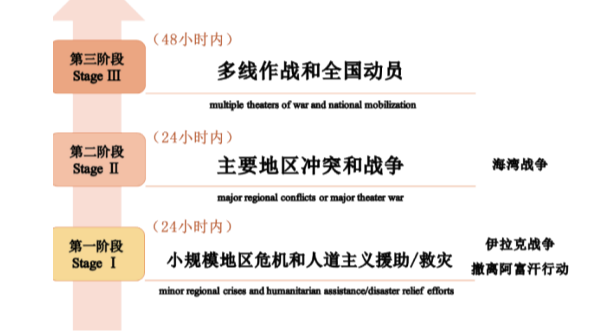 （48小时内）
第三阶段
Stage Ⅲ
多线作战和全国动员
multiple theaters of war and national mobilization
（24小时内）
第二阶段
Stage Ⅱ
主要地区冲突和战争
海湾战争
major regional conflicts or major theater war
（24小时内）
第一阶段
Stage Ⅰ
小规模地区危机和人道主义援助/救灾
伊拉克战争
撤离阿富汗行动
minor regional crises and humanitarian assistance/disaster relief efforts